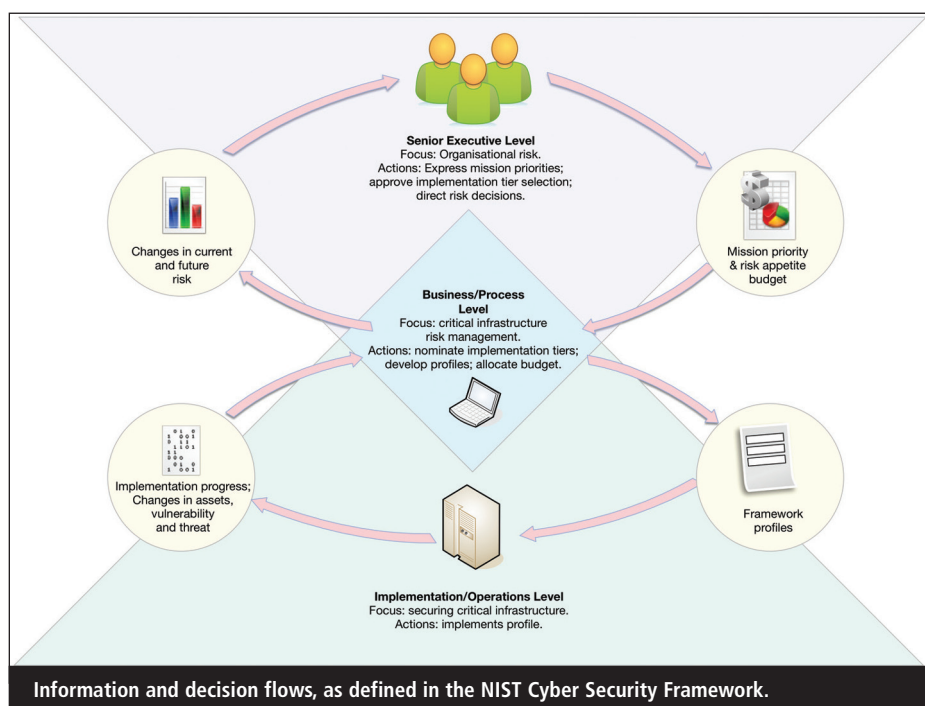 Senior Executive Level
Focus: Organisational risk.
Actions: Express mission priorities;
approve implementation tier selection;
direct risk decisions.
Changes in current
and future
risk
Mission priority
& risk appetite
budget
Business/Process
Level
Focus: critical infrastructure
risk management.
Actions: nominate implementation tiers;
develop profiles; allocate budget.
Implementation progress;
Changes in assets,
vulnerability
and threat
Framework
profiles
Implementation/Operations Level
Focus: securing critical infrastructure.
Actions: implements profile.
Information and decision flows, as defined in the NIST Cyber Security Framework.